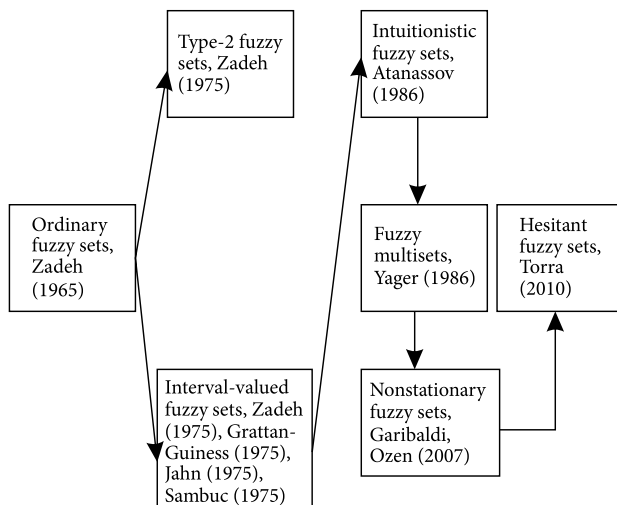 Type-2 fuzzy
sets, Zadeh
(1975)
Intuitionistic
fuzzy sets,
Atanassov
(1986)
Ordinary
fuzzy sets,
Zadeh
(1965)
Fuzzy
multisets,
Yager (1986)
Hesitant
fuzzy sets,
Torra
(2010)
Interval-valued
fuzzy sets, Zadeh
(1975), Grattan-
Guiness (1975),
Jahn (1975),
Sambuc (1975)
Nonstationary
fuzzy sets,
Garibaldi,
Ozen (2007)